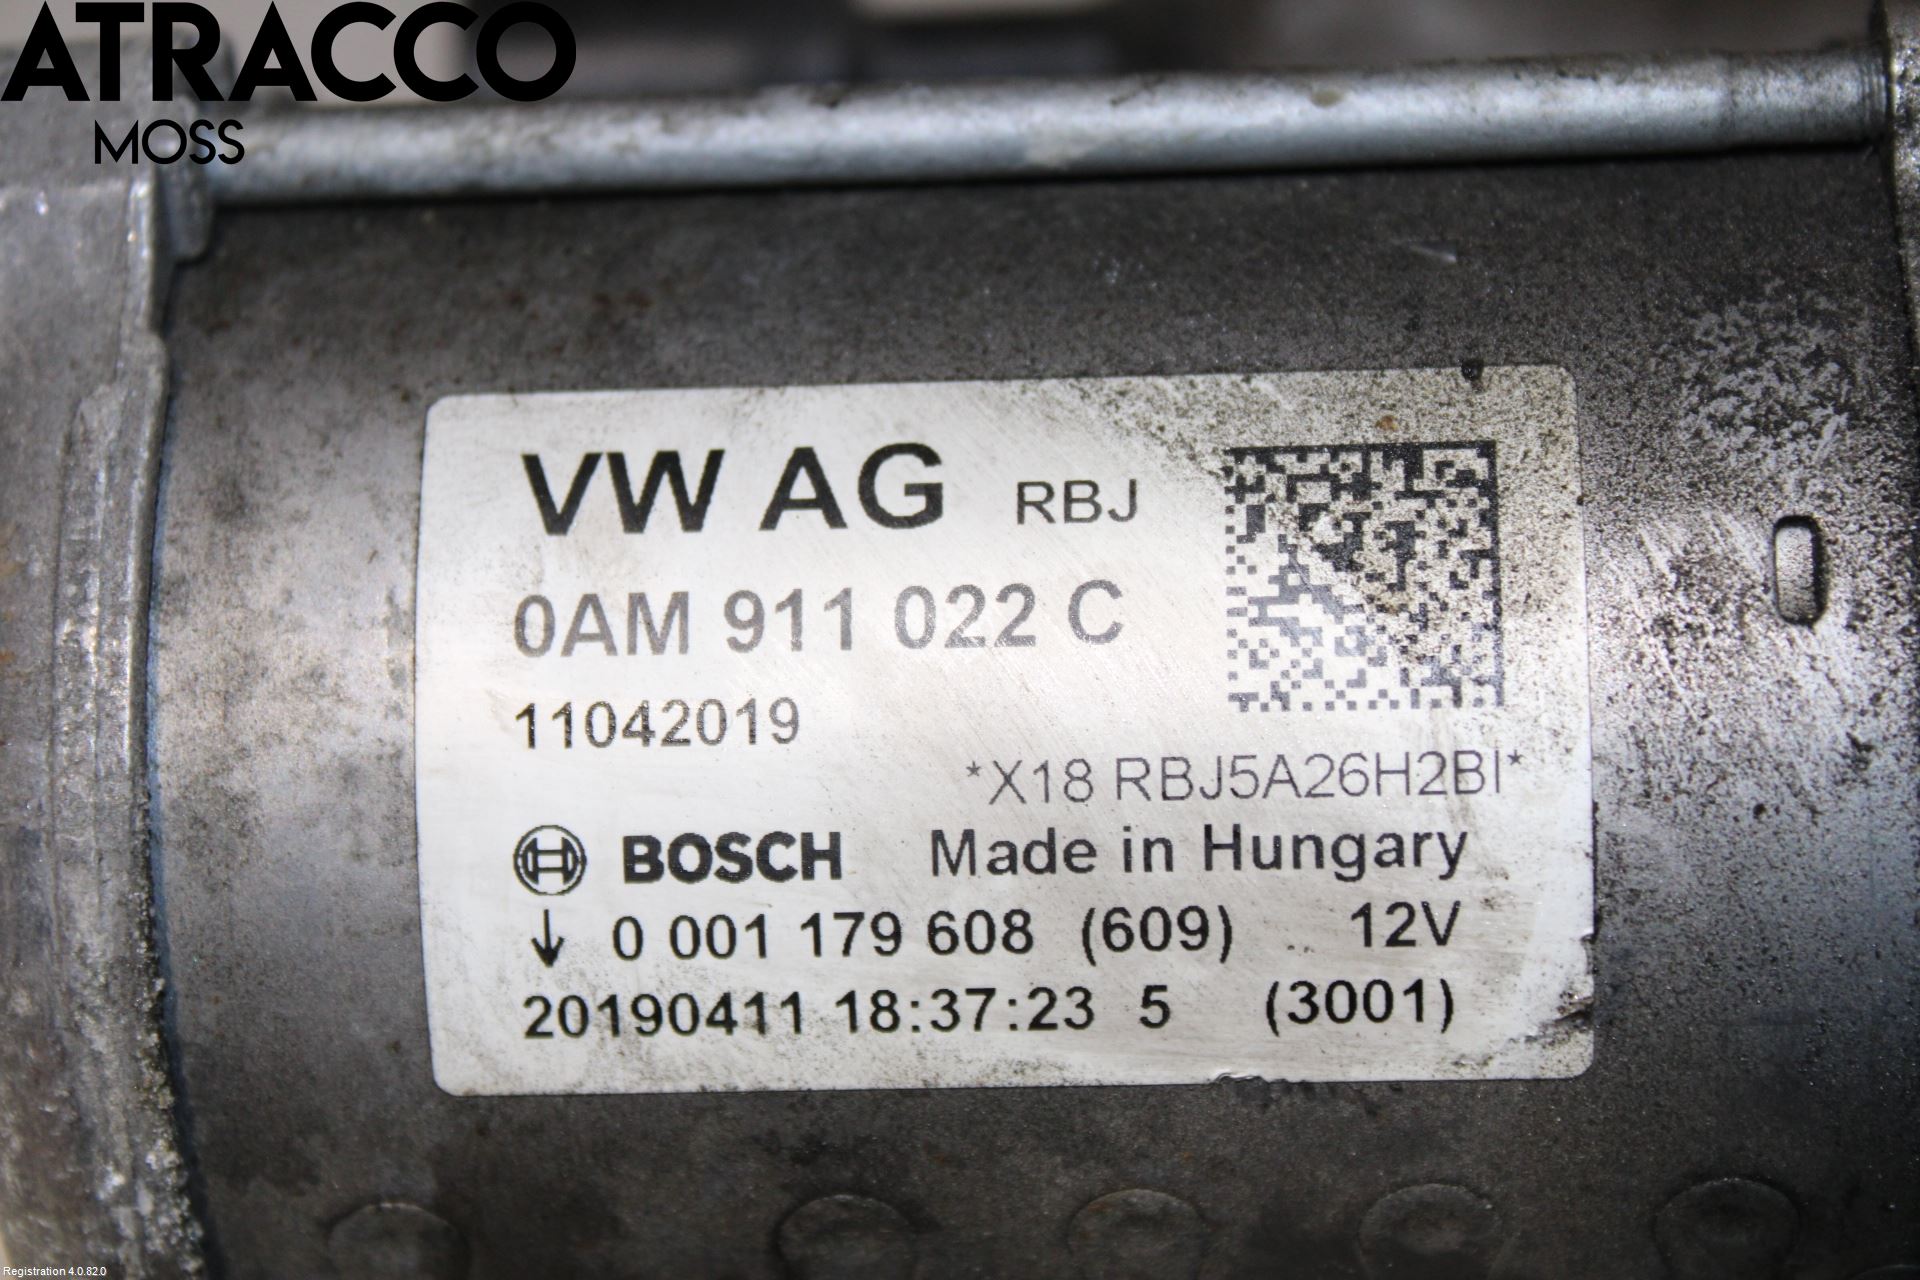 ATRACCO
MOSS
VW AG RBJ
0AM 911 022 C
11042019
*X18 RBJ5A26H2BI*
BOSCH Made in Hungary
↓ 0 001 179 608 (609) 12V
20190411 18:37:23 5 (3001)
Registration 4.0.82.0